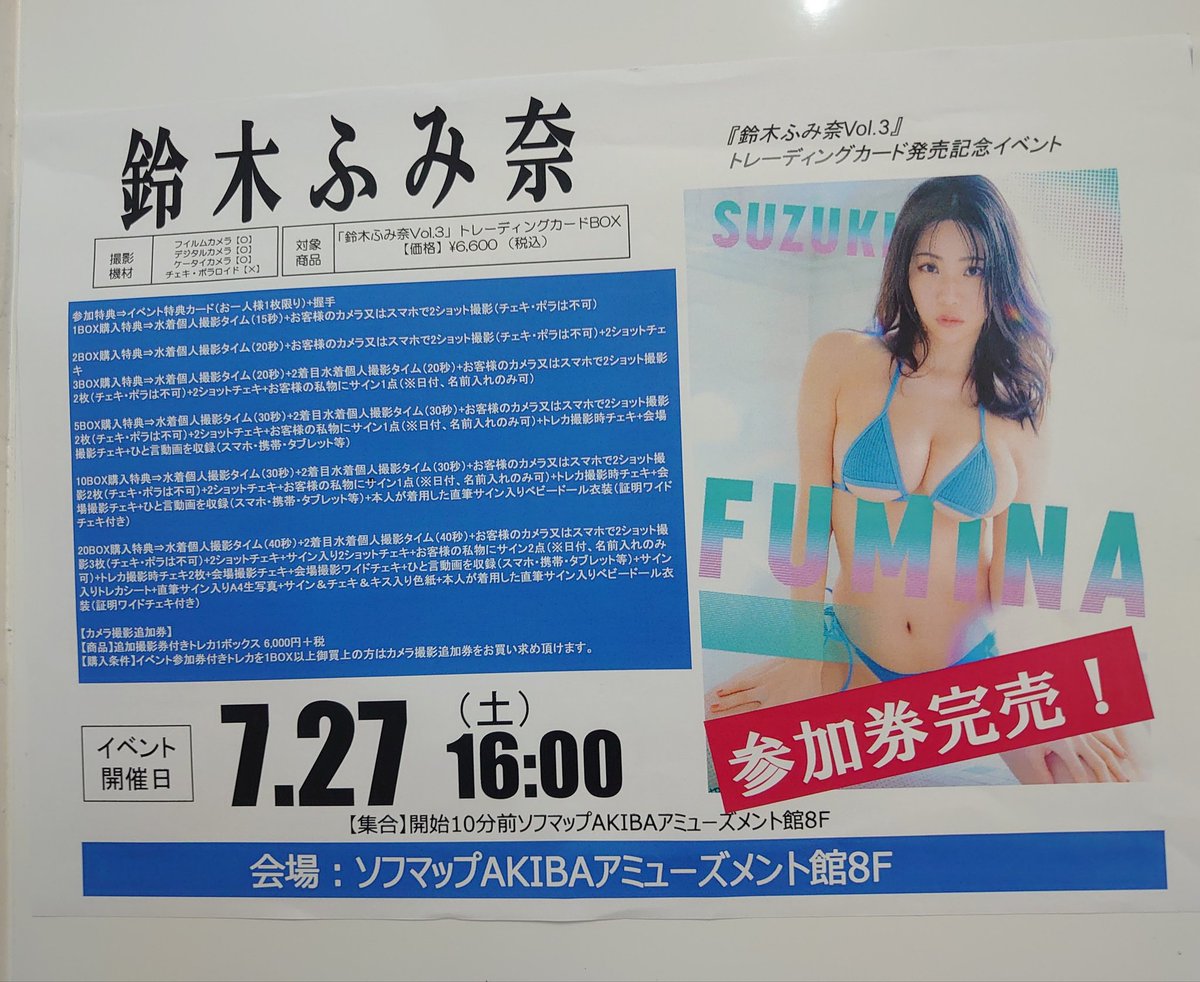 鈴木ふみ奈
撮影
機材
フィルムカメラ【O】
デジタルカメラ【O】
ケータイカメラ【O】
チェキ・ポラロイド【×】
対象
商品
「鈴木ふみ奈Vol.3」トレーディングカードBOX
【価格】¥6,600（税込）
『鈴木ふみ奈Vol.3』
トレーディングカード発売記念イベント
参加特典⇒イベント特典カード(お一人様1枚限り)+握手
1BOX購入特典⇒水着個人撮影タイム(15秒)+お客様のカメラ又はスマホで2ショット撮影(チェキ・ポラは不可)
2BOX購入特典⇒水着個人撮影タイム(20秒)+お客様のカメラ又はスマホで2ショット撮影(チェキ・ポラは不可)+2ショットチェ
キ
3BOX購入特典⇒水着個人撮影タイム(20秒)+2着目水着個人撮影タイム(20秒)+お客様のカメラ又はスマホで2ショット撮影
2枚(チェキ・ポラは不可)+2ショットチェキ+お客様の私物にサイン1点(※日付、名前入れのみ可)
5BOX購入特典⇒水着個人撮影タイム(30秒)+2着目水着個人撮影タイム(30秒)+お客様のカメラ又はスマホで2ショット撮影
2枚(チェキ・ポラは不可)+2ショットチェキ+お客様の私物にサイン1点(※日付、名前入れのみ可)+トレカ撮影時チェキ+会場
撮影チェキ+ひと言動画を収録(スマホ・携帯・タブレット等)
10BOX購入特典⇒水着個人撮影タイム(30秒)+2着目水着個人撮影タイム(30秒)+お客様のカメラ又はスマホで2ショット撮
影2枚(チェキ・ポラは不可)+2ショットチェキ+お客様の私物にサイン1点(※日付、名前入れのみ可)+トレカ撮影時チェキ+会
場撮影チェキ+ひと言動画を収録(スマホ・携帯・タブレット等)+本人が着用した直筆サイン入りベビードール衣装(証明ワイド
チェキ付き)
20BOX購入特典⇒水着個人撮影タイム(40秒)+2着目水着個人撮影タイム(40秒)+お客様のカメラ又はスマホで2ショット撮
影3枚(チェキ・ポラは不可)+2ショットチェキ+サイン入り2ショットチェキ+お客様の私物にサイン2点(※日付、名前入れのみ
可)+トレカ撮影時チェキ2枚+会場撮影チェキ+会場撮影ワイドチェキ+ひと言動画を収録(スマホ・携帯・タブレット等)+サイン
入りトレカシート+直筆サイン入りA4生写真+サイン＆チェキ＆キス入り色紙+本人が着用した直筆サイン入りベビードール衣
装(証明ワイドチェキ付き)
【カメラ撮影追加券】
【商品】追加撮影券付きトレカ1ボックス 6,000円＋税
【購入条件】イベント参加券付きトレカを1BOX以上御買上の方はカメラ撮影追加券をお買い求め頂けます。
SUZUKI
FUMINA
参加券完売！
イベント
開催日
7.27
（土）
16:00
【集合】開始10分前ソフマップAKIBAアミューズメント館8F
会場：ソフマップAKIBAアミューズメント館8F